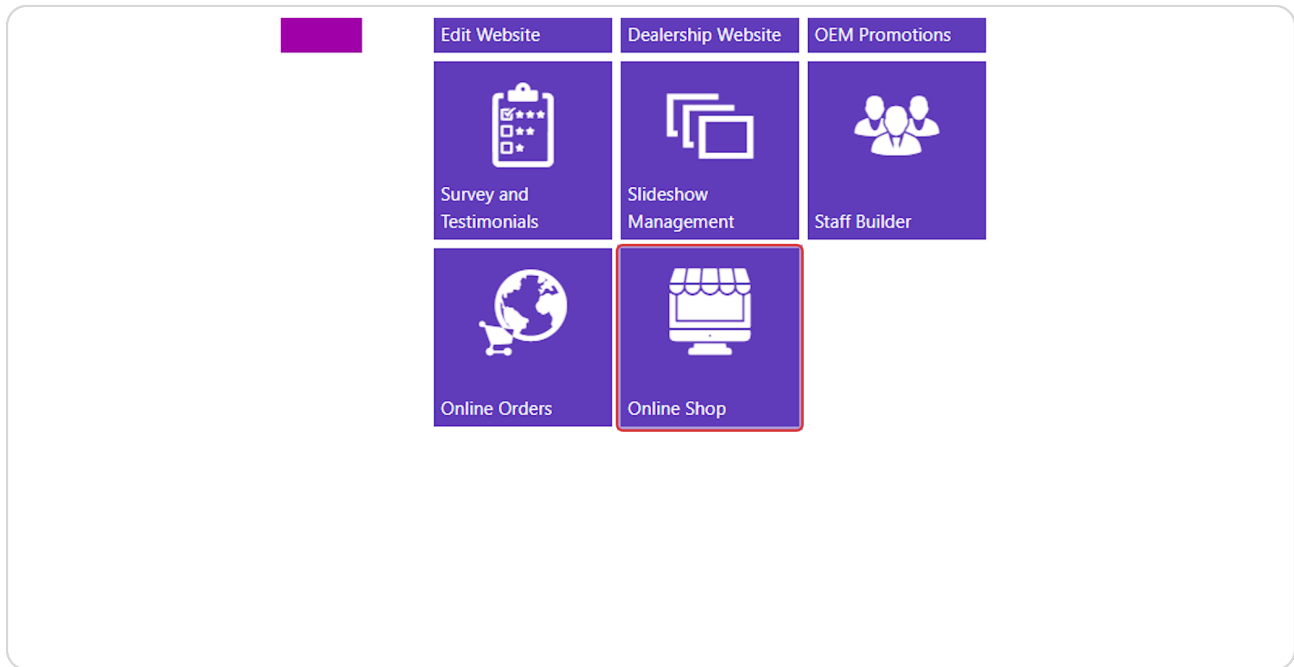 Edit Website
Dealership Website
OEM Promotions
Survey and
Testimonials
Slideshow
Management
Staff Builder
Online Orders
Online Shop